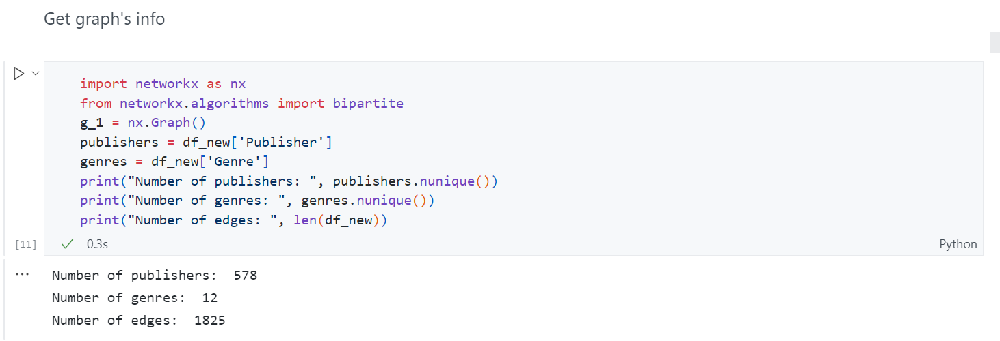 Get graph's info
import networkx as nx
from networkx.algorithms import bipartite
g_1 = nx.Graph()
publishers = df_new['Publisher']
genres = df_new['Genre']
print("Number of publishers: ", publishers.nunique())
print("Number of genres: ", genres.nunique())
print("Number of edges: ", len(df_new))
[11] 0.3s Python
... Number of publishers:  578
Number of genres:  12
Number of edges:  1825